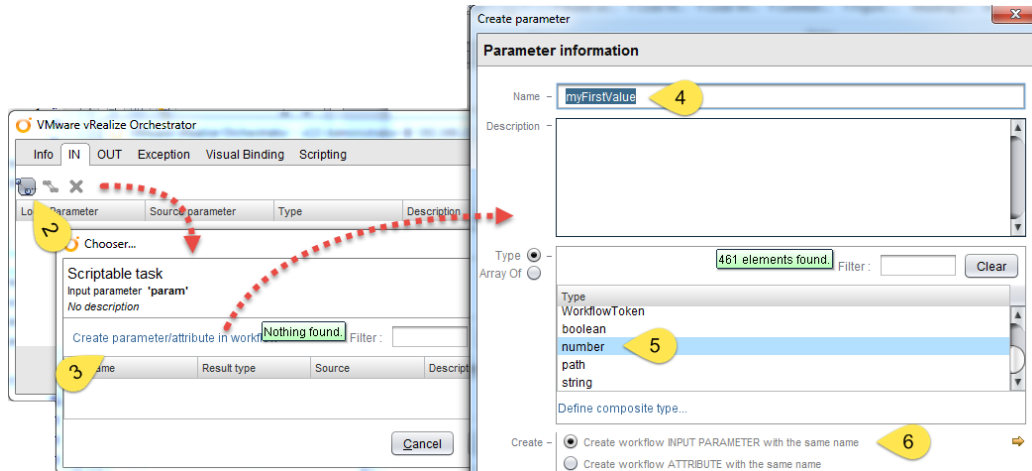 VMware vRealize Orchestrator
Info IN OUT Exception Visual Binding Scripting
2
Parameter Source parameter Type Description
Chooser...
Scriptable task
Input parameter 'param'
No description
Create parameter/attribute in workflow Nothing found. Filter :
3
Result type Source Descript
Cancel
Create parameter
Parameter information
Name myFirstValue 4
Description
Type
Array Of
461 elements found. Filter : Clear
Type
WorkflowToken
boolean
number 5
path
string
Define composite type...
Create Create workflow INPUT PARAMETER with the same name 6
Create workflow ATTRIBUTE with the same name